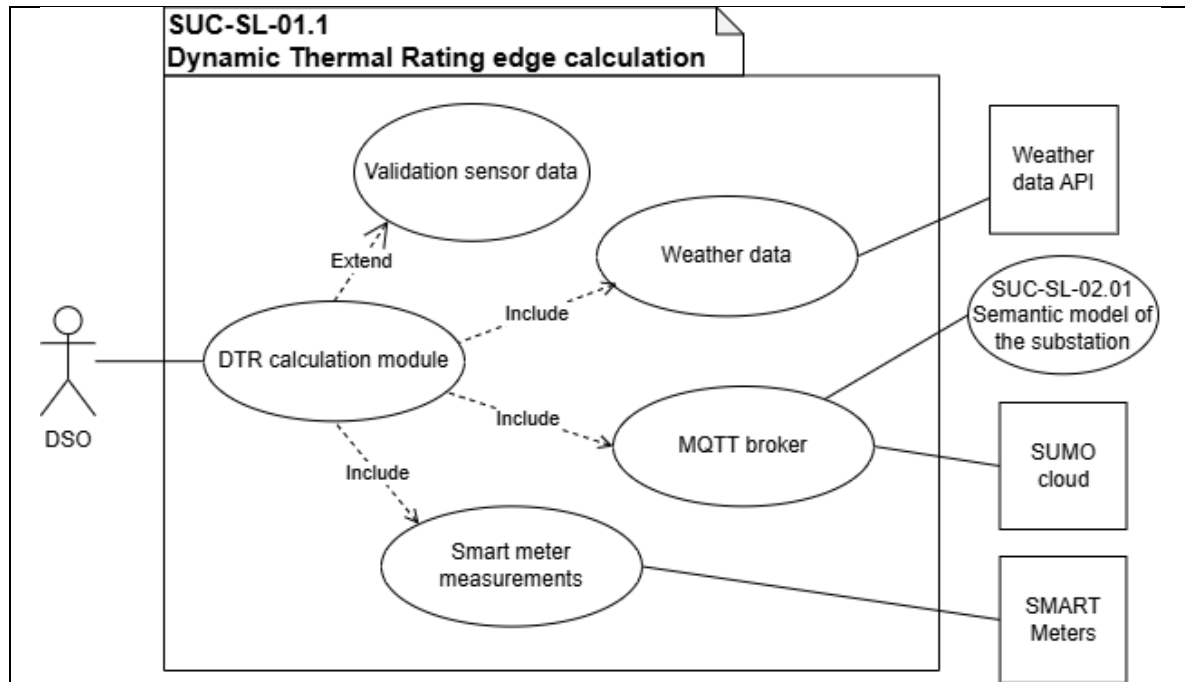 SUC-SL-01.1
Dynamic Thermal Rating edge calculation
Validation sensor data
Weather
data API
Weather data
Extend
Include
SUC-SL-02.01
Semantic model of
the substation
DTR calculation module
DSO
Include
MQTT broker
SUMO
cloud
Include
Smart meter
measurements
SMART
Meters